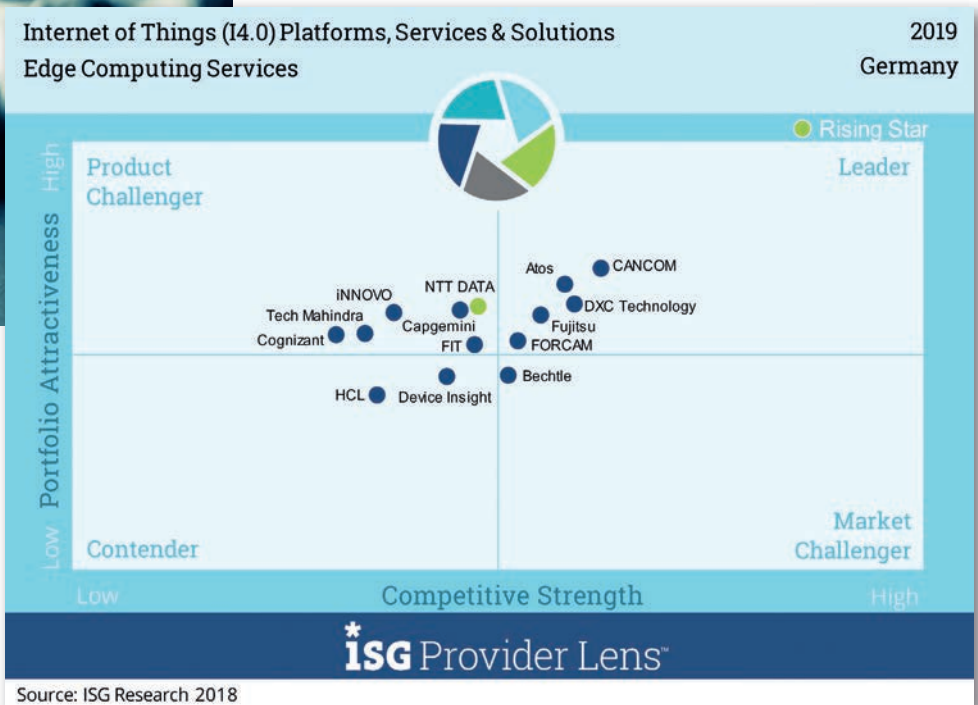 Internet of Things (I4.0) Platforms, Services & Solutions
2019
Edge Computing Services
Germany
Rising Star
High
Product
Challenger
Leader
Portfolio Attractiveness
Atos
CANCOM
NTT DATA
iNNOVO
DXC Technology
Tech Mahindra
Capgemini
Fujitsu
Cognizant
FIT
FORCAM
Bechtle
HCL
Device Insight
Low
Contender
Market
Challenger
Low
Competitive Strength
High
iSG Provider Lens™
Source: ISG Research 2018